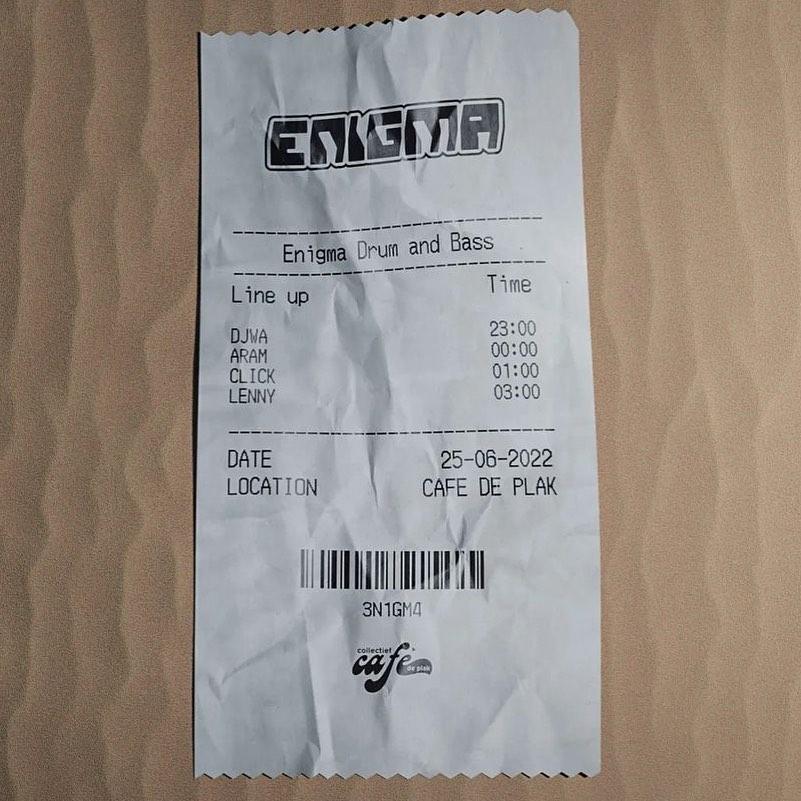 ENIGMA
Enigma Drum and Bass
Line up Time
DJWA 23:00
ARAM 00:00
CLICK 01:00
LENNY 03:00
DATE 25-06-2022
LOCATION CAFE DE PLAK
3N1GM4
collectief
café
de plak